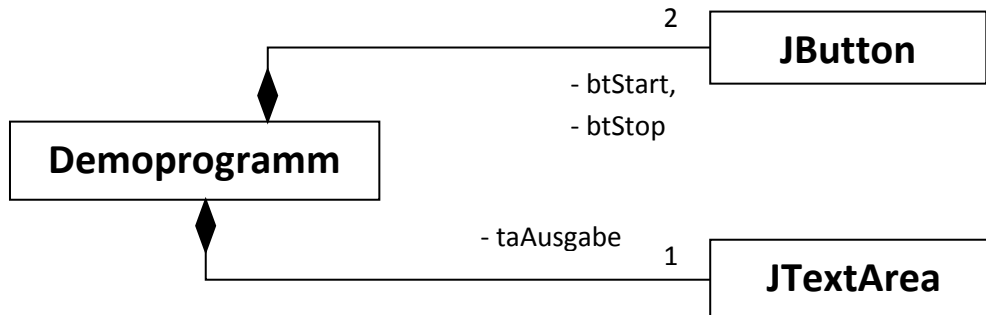 2
JButton
- btStart,
- btStop
Demoprogramm
- taAusgabe
1
JTextArea